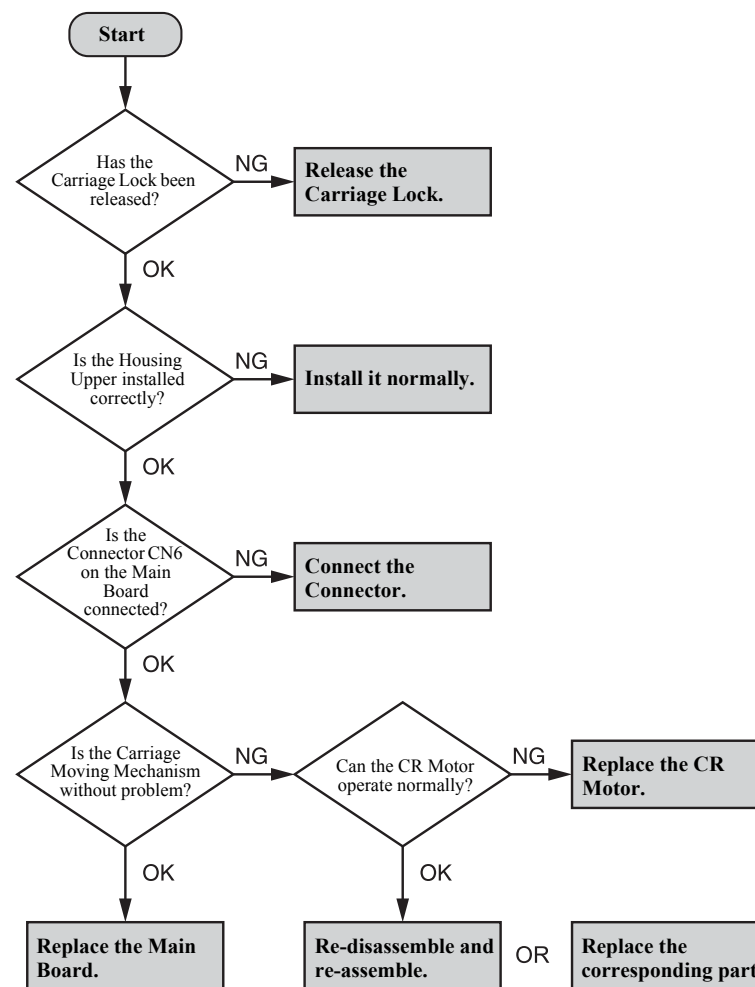 Start
Has the
Carriage Lock been
released?
NG
Release the
Carriage Lock.
OK
Is the Housing
Upper installed
correctly?
NG
Install it normally.
OK
Is the
Connector CN6
on the Main
Board
connected?
NG
Connect the
Connector.
OK
Is the Carriage
Moving Mechanism
without problem?
NG
Can the CR Motor
operate normally?
NG
Replace the CR
Motor.
OK
OK
Replace the Main
Board.
Re-disassemble and
re-assemble.
OR
Replace the
corresponding part